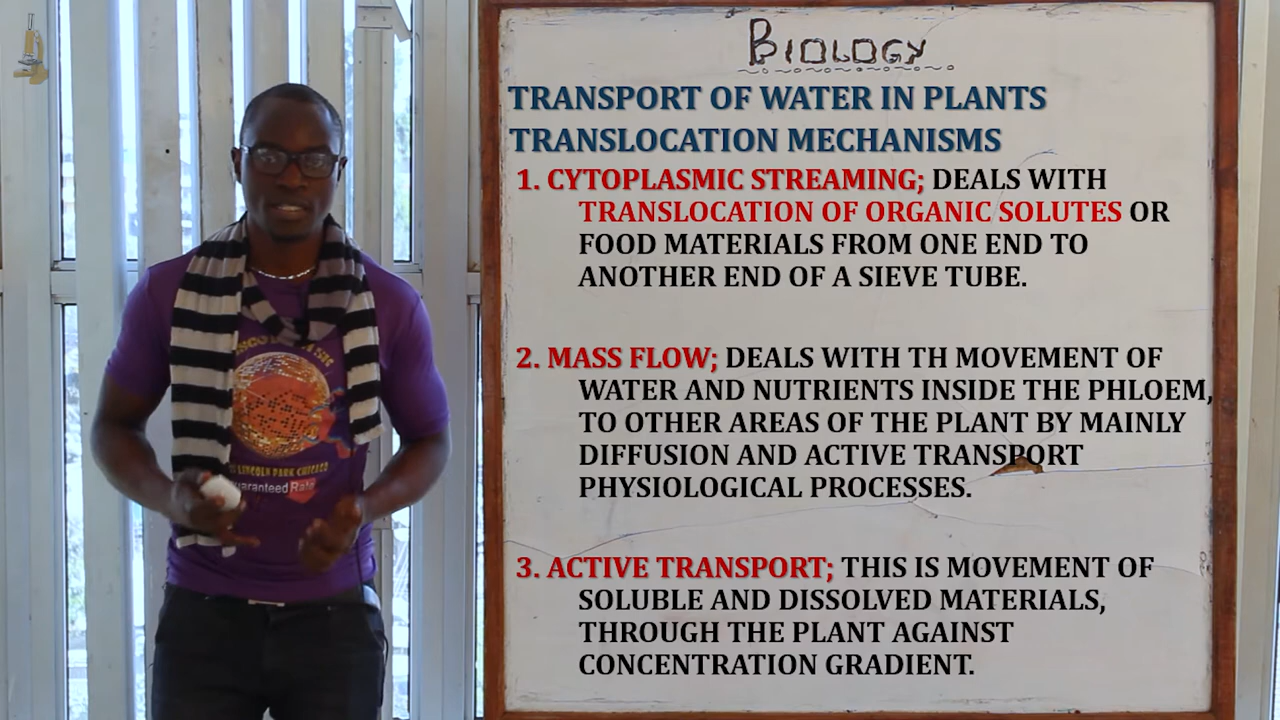 BIOLOGY
TRANSPORT OF WATER IN PLANTS
TRANSLOCATION MECHANISMS
1. CYTOPLASMIC STREAMING; DEALS WITH
TRANSLOCATION OF ORGANIC SOLUTES OR
FOOD MATERIALS FROM ONE END TO
ANOTHER END OF A SIEVE TUBE.
2. MASS FLOW; DEALS WITH TH MOVEMENT OF
WATER AND NUTRIENTS INSIDE THE PHLOEM,
TO OTHER AREAS OF THE PLANT BY MAINLY
DIFFUSION AND ACTIVE TRANSPORT
PHYSIOLOGICAL PROCESSES.
3. ACTIVE TRANSPORT; THIS IS MOVEMENT OF
SOLUBLE AND DISSOLVED MATERIALS,
THROUGH THE PLANT AGAINST
CONCENTRATION GRADIENT.
LINCOLN PARK CHICAGO
uaranteed Rat